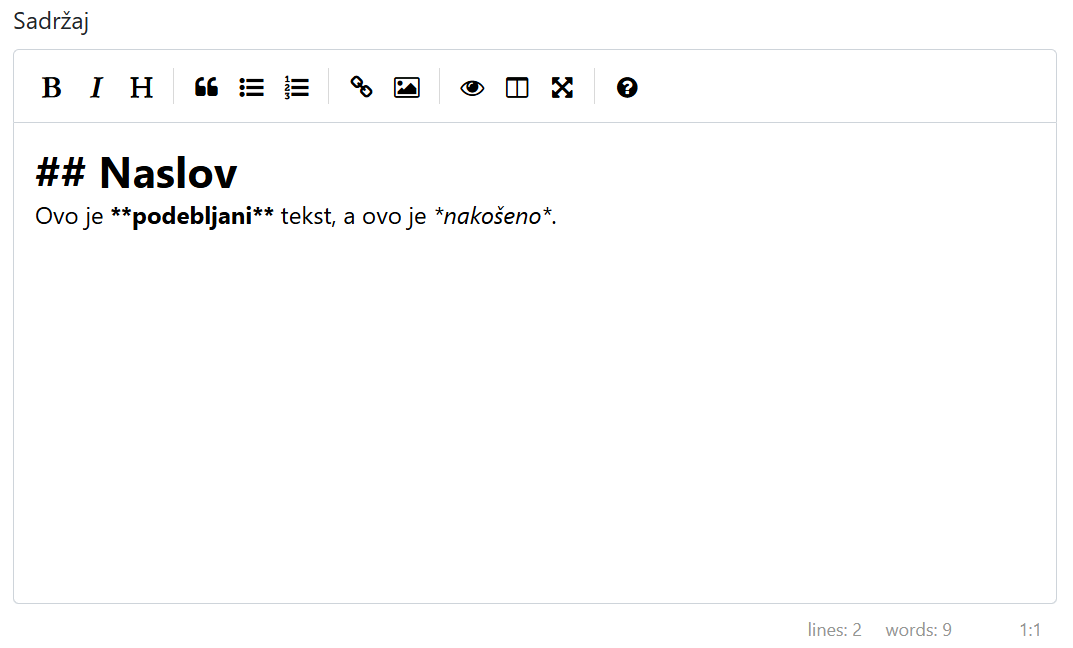 Sadržaj
B I H
## Naslov
Ovo je **podebljani** tekst, a ovo je *nakošeno*.
lines: 2 words: 9 1:1